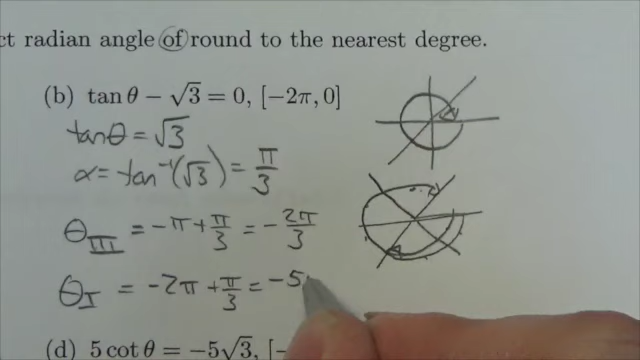 ct radian angle of round to the nearest degree.
(b) tan θ − √3 = 0, [−2π, 0]
tanθ = √3
α = tan⁻¹(√3) = π/3
θ_III = −π + π/3 = −2π/3
θ_I = −2π + π/3 = −5
(d) 5 cot θ = −5√3, [−